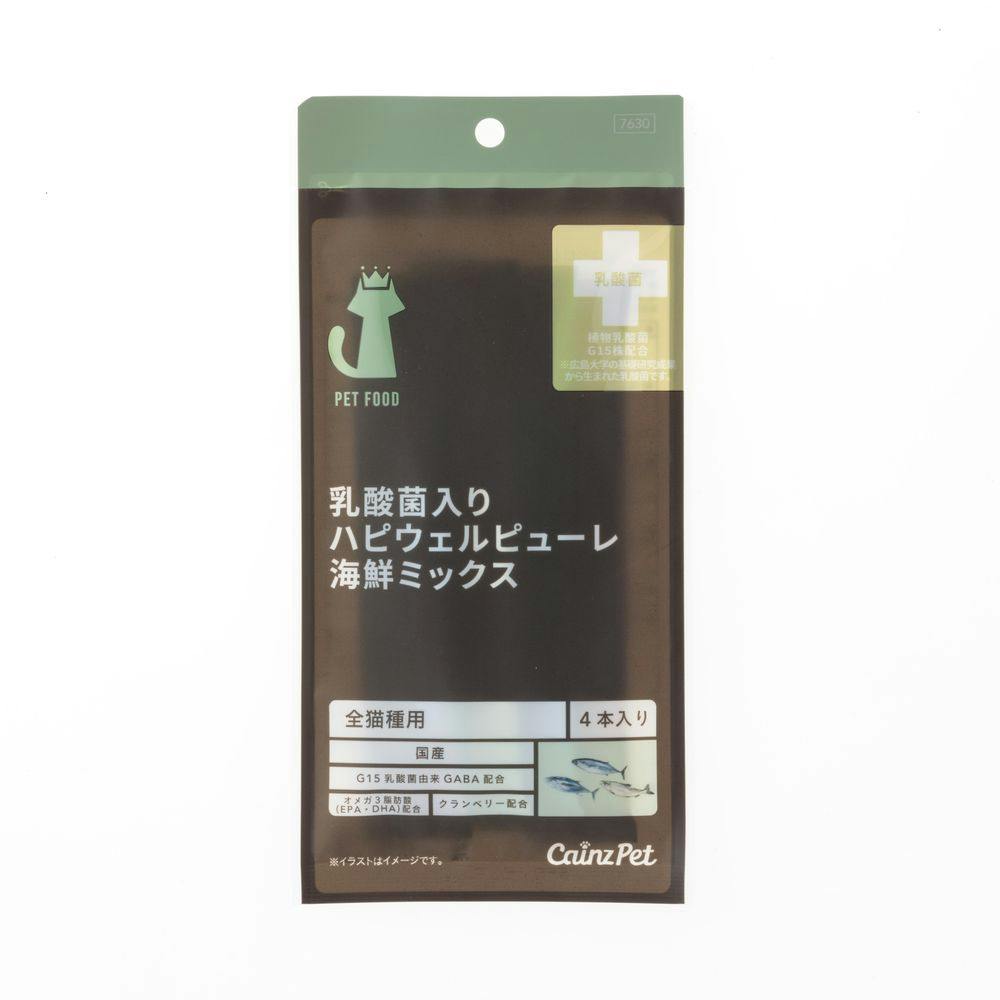 7630
乳酸菌
植物乳酸菌
G15株配合
※広島大学の基礎研究成果
から生まれた乳酸菌です。
PET FOOD
乳酸菌入り
ハピウェルピューレ
海鮮ミックス
全猫種用
4本入り
国産
G15乳酸菌由来GABA配合
オメガ3脂肪酸
(EPA・DHA)配合
クランベリー配合
※イラストはイメージです。
CainzPet